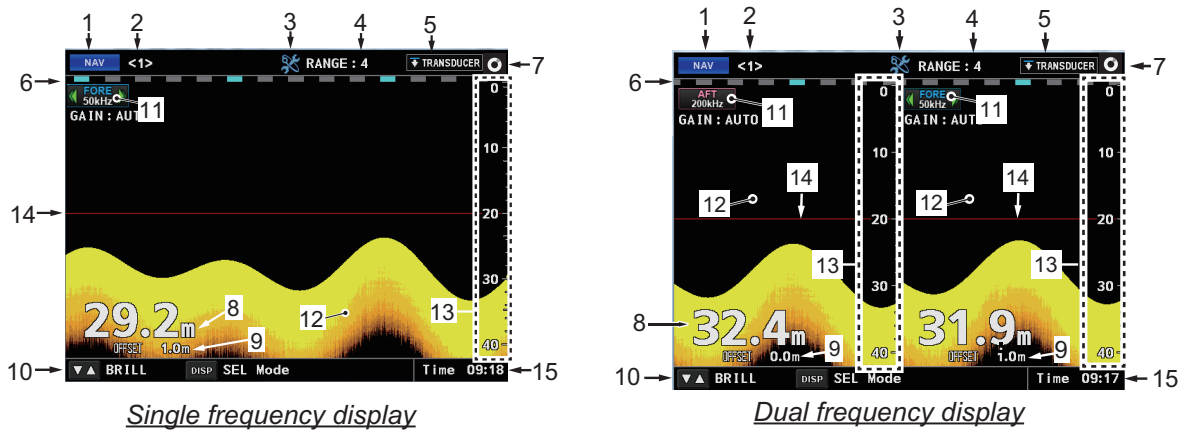 1 2 3 4 5
NAV <1> RANGE : 4 TRANSDUCER
6 7
FORE
50kHz
11
GAIN : AUT
0
10
14 20
30
12 13
29.2m 8
OFFSET 1.0m 9
40
10 ▼▲ BRILL DISP SEL Mode Time 09:18 15
Single frequency display
1 2 3 4 5
NAV <1> RANGE : 4 TRANSDUCER
6 7
AFT
200kHz
11
GAIN : AUTO
0
FORE
50kHz
11
GAIN : AUT
0
10 10
12 14 12 14
20 20
13 13
30 30
8 32.4m 31.9m
OFFSET 0.0m 9 OFFSET 1.0m 9
40 40
10 ▼▲ BRILL DISP SEL Mode Time 09:17 15
Dual frequency display